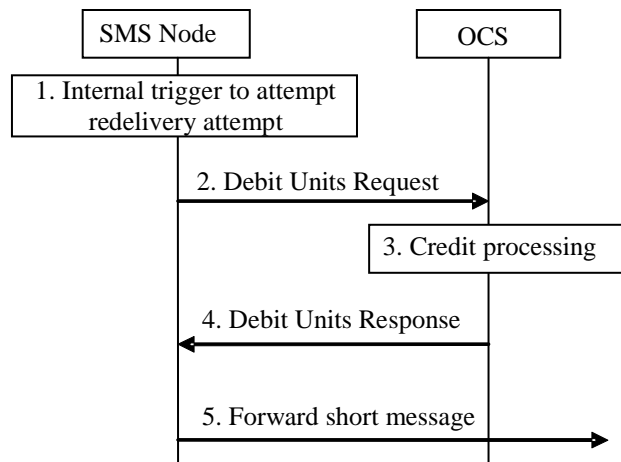 SMS Node
OCS
1. Internal trigger to attempt
redelivery attempt
2. Debit Units Request
3. Credit processing
4. Debit Units Response
5. Forward short message